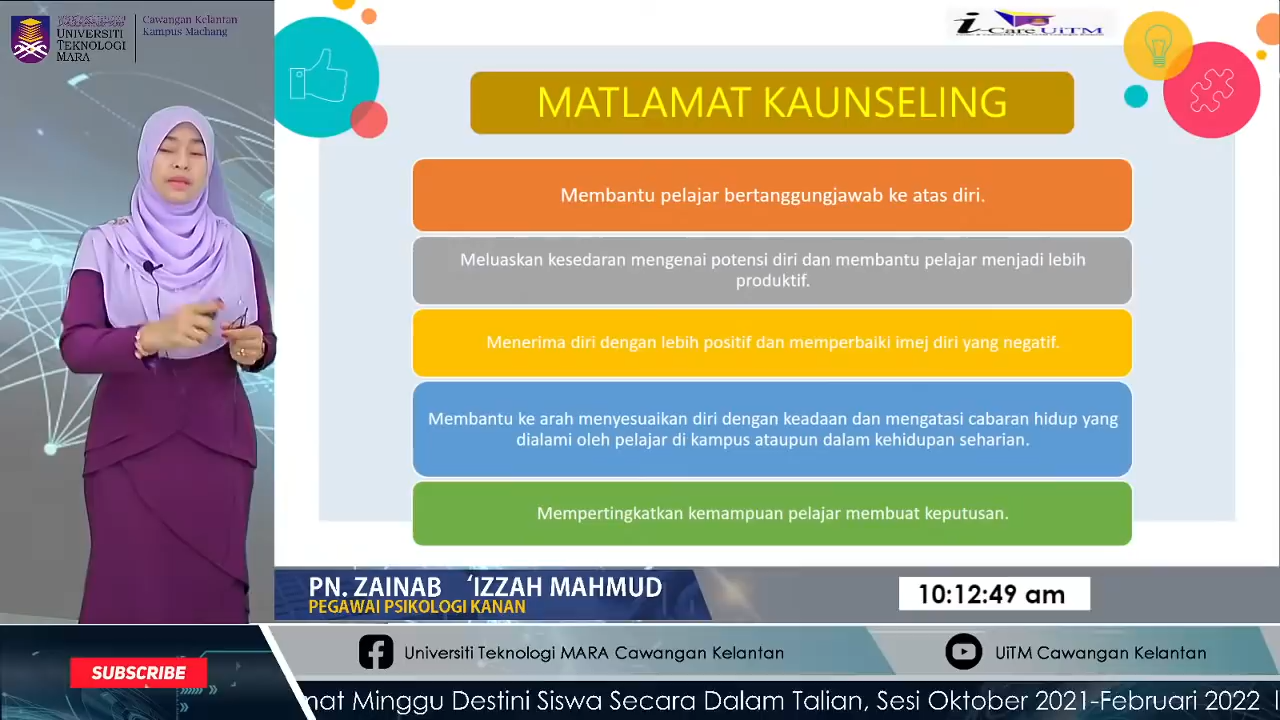 UNIVERSITI
TEKNOLOGI
MARA
Cawangan Kelantan
Kampus Machang
i-Care UiTM
MATLAMAT KAUNSELING
Membantu pelajar bertanggungjawab ke atas diri.
Meluaskan kesedaran mengenai potensi diri dan membantu pelajar menjadi lebih
produktif.
Menerima diri dengan lebih positif dan memperbaiki imej diri yang negatif.
Membantu ke arah menyesuaikan diri dengan keadaan dan mengatasi cabaran hidup yang
dialami oleh pelajar di kampus ataupun dalam kehidupan seharian.
Mempertingkatkan kemampuan pelajar membuat keputusan.
PN. ZAINAB ‘IZZAH MAHMUD
PEGAWAI PSIKOLOGI KANAN
10:12:49 am
SUBSCRIBE
Universiti Teknologi MARA Cawangan Kelantan
UiTM Cawangan Kelantan
Minggu Destini Siswa Secara Dalam Talian, Sesi Oktober 2021-Februari 2022